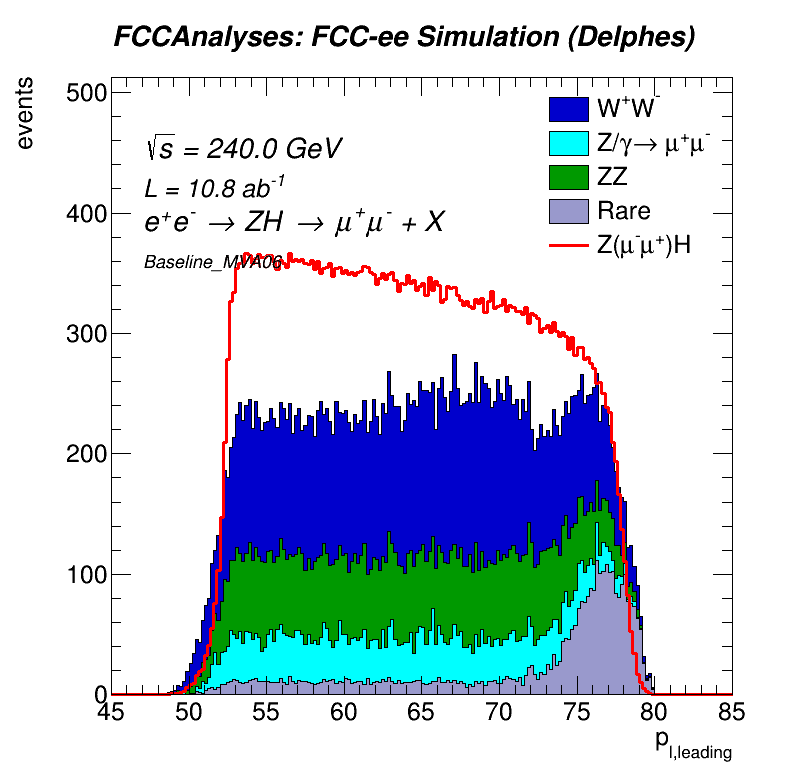 FCCAnalyses: FCC-ee Simulation (Delphes)
events
500
400
300
200
100
0
√s = 240.0 GeV
L = 10.8 ab⁻¹
e⁺e⁻ → ZH → μ⁺μ⁻ + X
Baseline_MVA06
W⁺W⁻
Z/γ→ μ⁺μ⁻
ZZ
Rare
Z(μ⁻μ⁺)H
45 50 55 60 65 70 75 80 85
p_l,leading